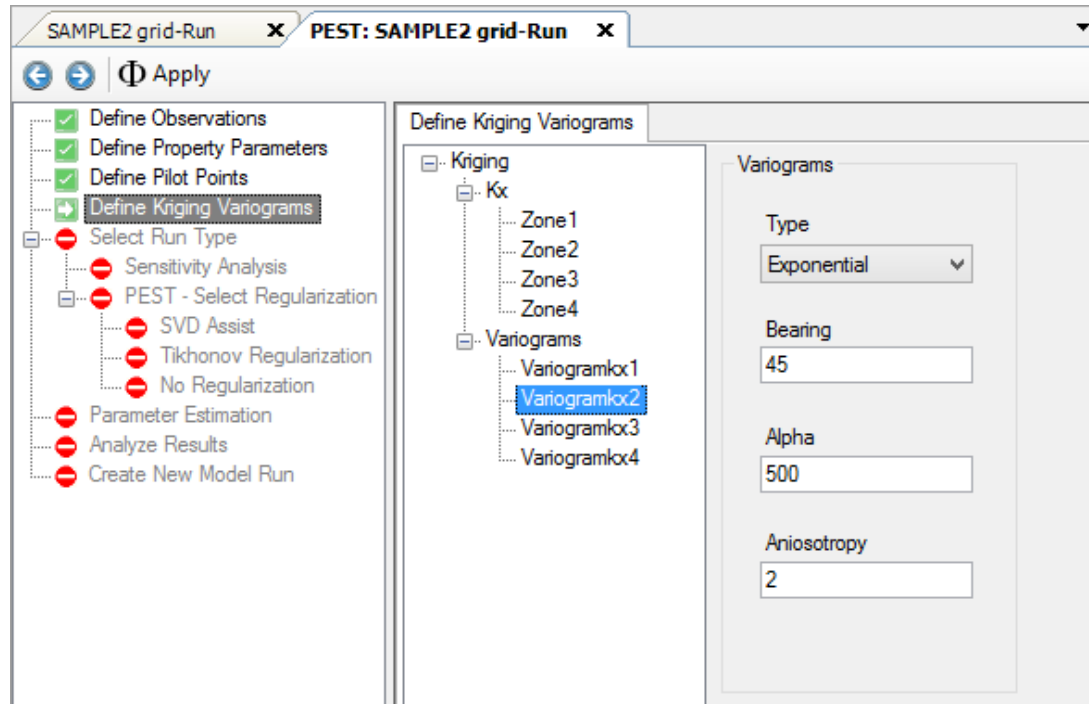 SAMPLE2 grid-Run x PEST: SAMPLE2 grid-Run x
Φ Apply
Define Observations
Define Property Parameters
Define Pilot Points
Define Kriging Variograms
Select Run Type
Sensitivity Analysis
PEST - Select Regularization
SVD Assist
Tikhonov Regularization
No Regularization
Parameter Estimation
Analyze Results
Create New Model Run
Define Kriging Variograms
Kriging
Kx
Zone1
Zone2
Zone3
Zone4
Variograms
Variogramkx1
Variogramkx2
Variogramkx3
Variogramkx4
Variograms
Type
Exponential
Bearing
45
Alpha
500
Aniosotropy
2